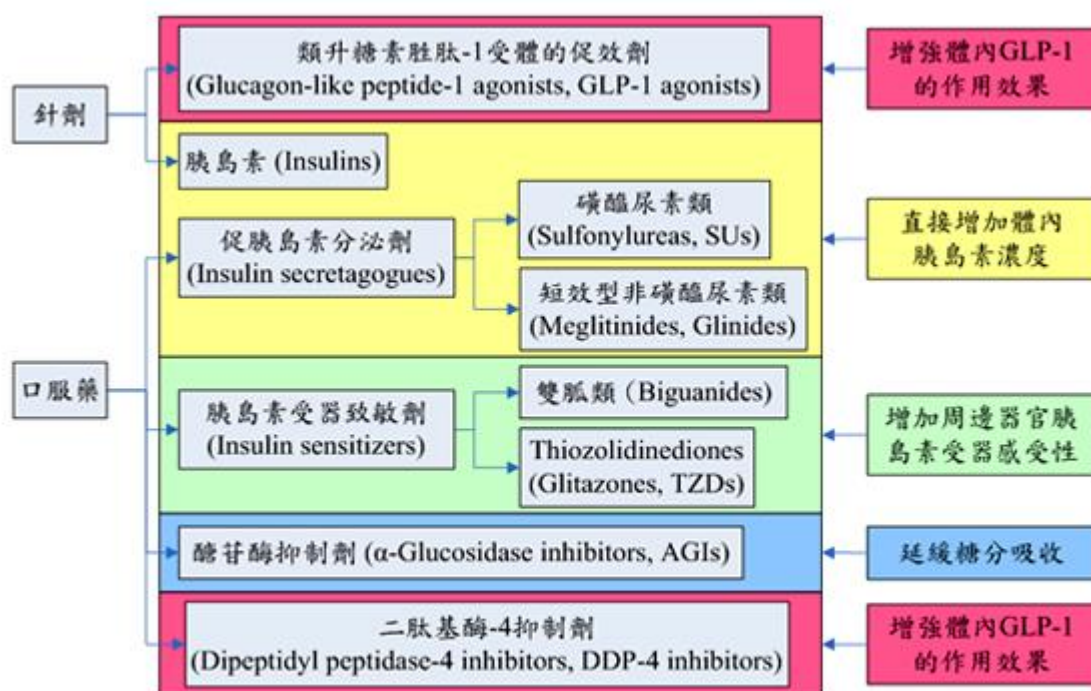 類升糖素胜肽-1受體的促效劑
(Glucagon-like peptide-1 agonists, GLP-1 agonists)
增強體內GLP-1
的作用效果
針劑
胰島素 (Insulins)
促胰島素分泌劑
(Insulin secretagogues)
磺醯尿素類
(Sulfonylureas, SUs)
短效型非磺醯尿素類
(Meglitinides, Glinides)
直接增加體內
胰島素濃度
口服藥
胰島素受器致敏劑
(Insulin sensitizers)
雙胍類 (Biguanides)
Thiozolidinediones
(Glitazones, TZDs)
增加周邊器官胰
島素受器感受性
醣苷酶抑制劑 (α-Glucosidase inhibitors, AGIs)
延緩糖分吸收
二肽基酶-4抑制劑
(Dipeptidyl peptidase-4 inhibitors, DDP-4 inhibitors)
增強體內GLP-1
的作用效果